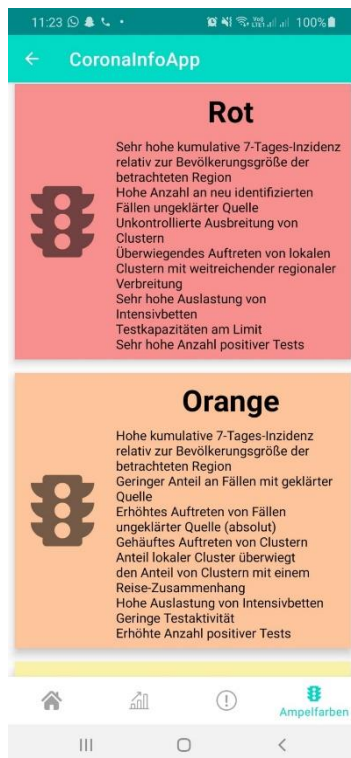 11:23 100%
CoronaInfoApp
Rot
Sehr hohe kumulative 7-Tages-Inzidenz
relativ zur Bevölkerungsgröße der
betrachteten Region
Hohe Anzahl an neu identifizierten
Fällen ungeklärter Quelle
Unkontrollierte Ausbreitung von
Clustern
Überwiegendes Auftreten von lokalen
Clustern mit weitreichender regionaler
Verbreitung
Sehr hohe Auslastung von
Intensivbetten
Testkapazitäten am Limit
Sehr hohe Anzahl positiver Tests
Orange
Hohe kumulative 7-Tages-Inzidenz
relativ zur Bevölkerungsgröße der
betrachteten Region
Geringer Anteil an Fällen mit geklärter
Quelle
Erhöhtes Auftreten von Fällen
ungeklärter Quelle (absolut)
Gehäuftes Auftreten von Clustern
Anteil lokaler Cluster überwiegt
den Anteil von Clustern mit einem
Reise-Zusammenhang
Hohe Auslastung von Intensivbetten
Geringe Testaktivität
Erhöhte Anzahl positiver Tests
Ampelfarben